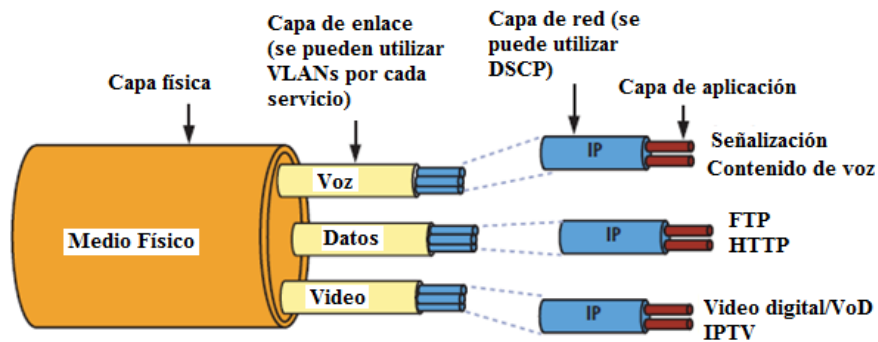 Capa física
Capa de enlace
(se pueden utilizar
VLANs por cada
servicio)
Capa de red (se
puede utilizar
DSCP)
Capa de aplicación
Medio Físico
Voz
IP
Señalización
Contenido de voz
Datos
IP
FTP
HTTP
Video
IP
Video digital/VoD
IPTV